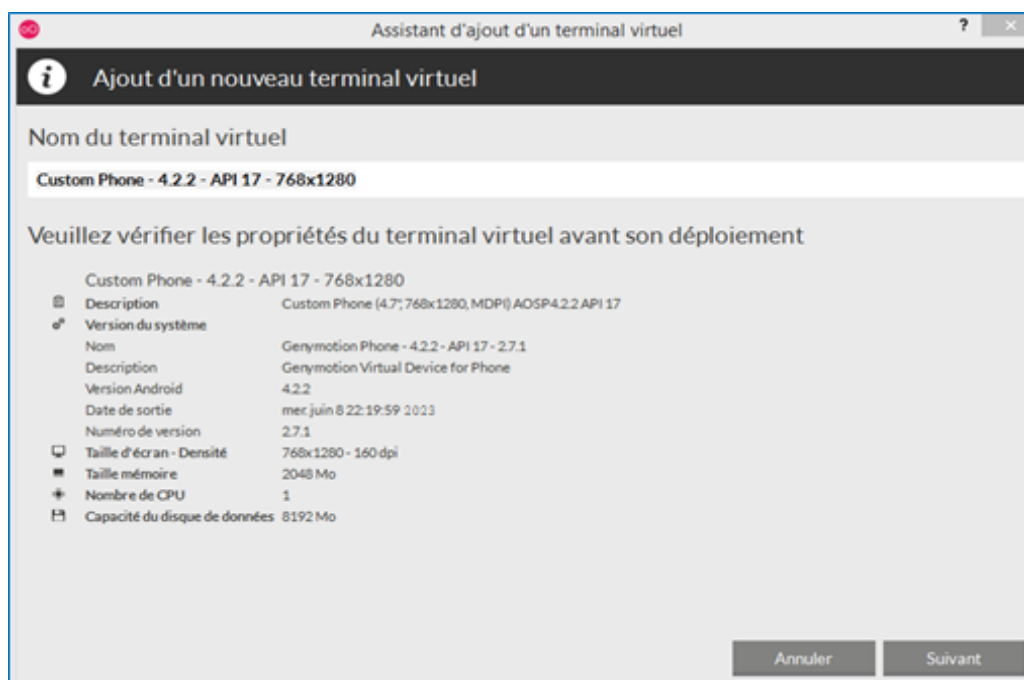 Assistant d'ajout d'un terminal virtuel ?
Ajout d'un nouveau terminal virtuel
Nom du terminal virtuel
Custom Phone - 4.2.2 - API 17 - 768x1280
Veuillez vérifier les propriétés du terminal virtuel avant son déploiement
Custom Phone - 4.2.2 - API 17 - 768x1280
Description Custom Phone (4.7", 768x1280, MDPI) AOSP4.2.2 API 17
Version du système
Nom Genymotion Phone - 4.2.2 - API 17 - 2.7.1
Description Genymotion Virtual Device for Phone
Version Android 4.2.2
Date de sortie mer. juin 8 22:19:59 2023
Numéro de version 2.7.1
Taille d'écran - Densité 768x1280 - 160 dpi
Taille mémoire 2048 Mo
Nombre de CPU 1
Capacité du disque de données 8192 Mo
Annuler Suivant